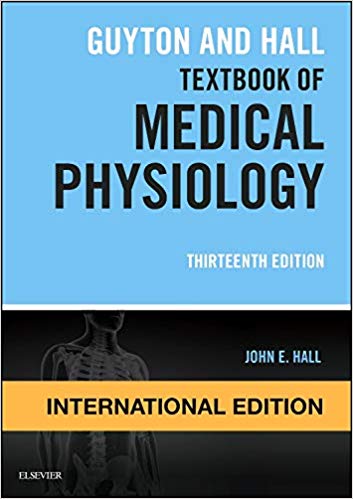 GUYTON AND HALL
TEXTBOOK OF
MEDICAL
PHYSIOLOGY
THIRTEENTH EDITION
JOHN E. HALL
INTERNATIONAL EDITION
ELSEVIER